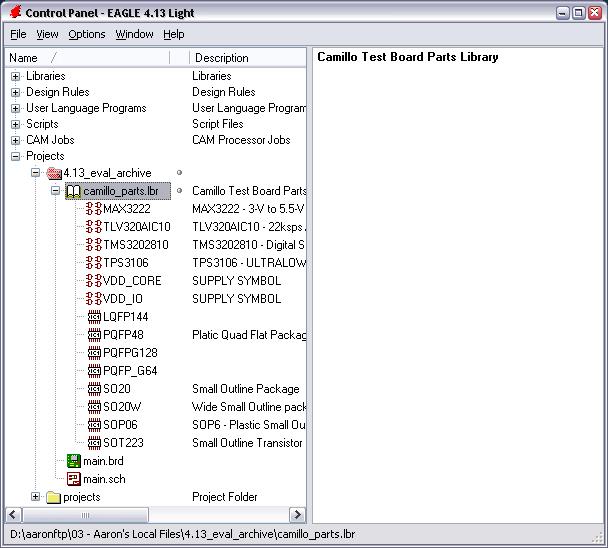 Control Panel - EAGLE 4.13 Light
File View Options Window Help
Name / Description
Libraries Libraries
Design Rules Design Rules
User Language Programs User Language Program
Scripts Script Files
CAM Jobs CAM Processor Jobs
Projects
4.13_eval_archive
camillo_parts.lbr Camillo Test Board Parts
MAX3222 MAX3222 - 3-V to 5.5-V
TLV320AIC10 TLV320AIC10 - 22ksps
TMS3202810 TMS3202810 - Digital S
TPS3106 TPS3106 - ULTRALOW
VDD_CORE SUPPLY SYMBOL
VDD_IO SUPPLY SYMBOL
LQFP144
PQFP48 Platic Quad Flat Packag
PQFPG128
PQFP_G64
SO20 Small Outline Package
SO20W Wide Small Outline pack
SOP06 SOP6 - Plastic Small Ou
SOT223 Small Outline Transistor
main.brd
main.sch
projects Project Folder
Camillo Test Board Parts Library
D:\aaronftp\03 - Aaron's Local Files\4.13_eval_archive\camillo_parts.lbr